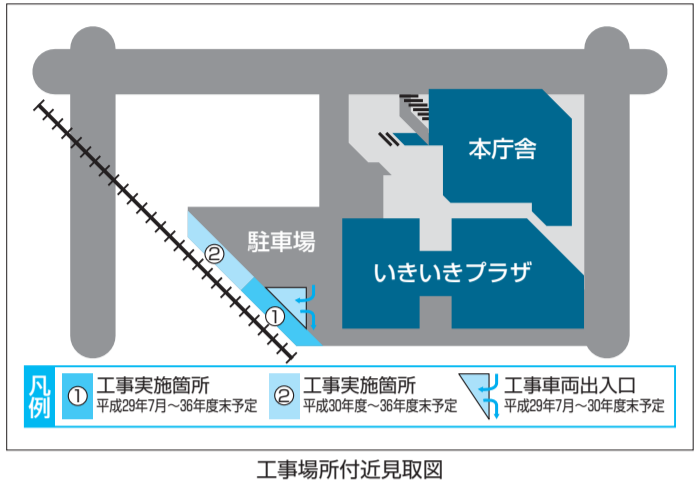 本庁舎
駐車場
②
いきいきプラザ
①
凡例
① 工事実施箇所
平成29年7月～36年度末予定
② 工事実施箇所
平成30年度～36年度末予定
工事車両出入口
平成29年7月～30年度末予定
工事場所付近見取図